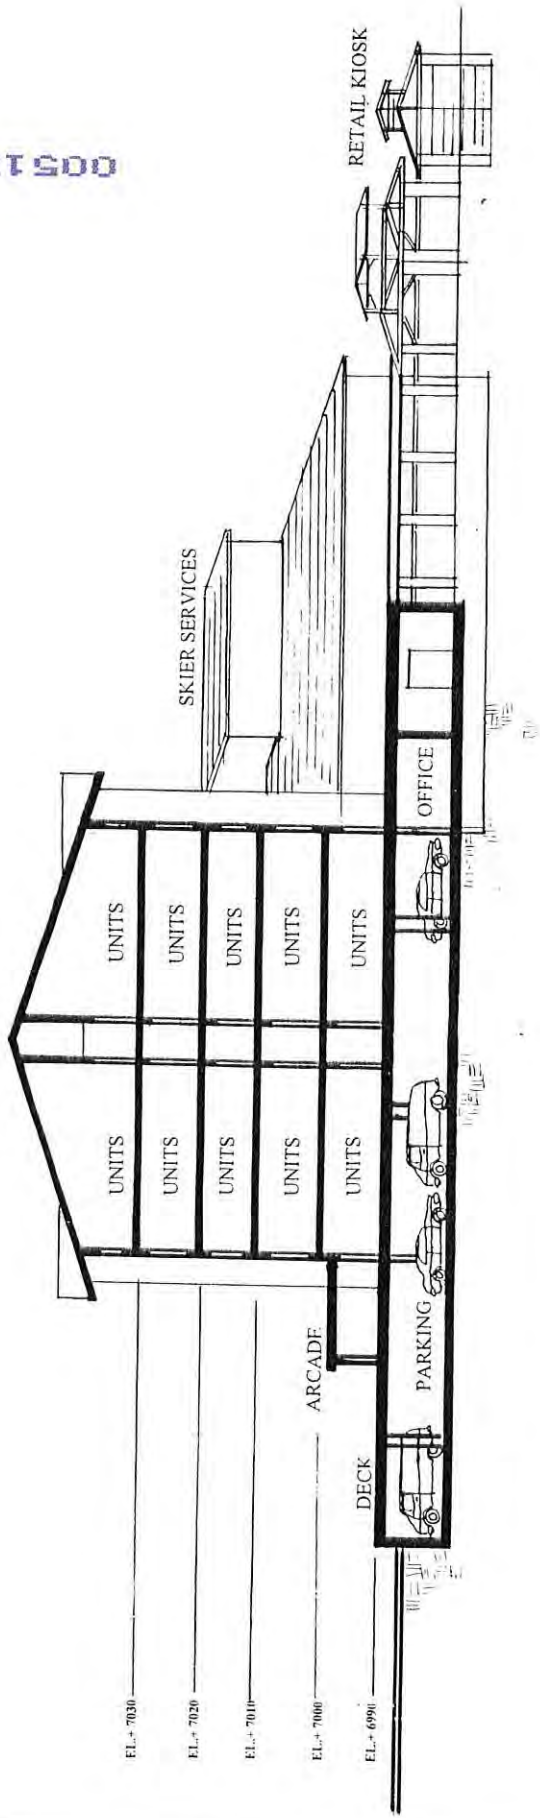 0051
RETAIL KIOSK
SKIER SERVICES
UNITS UNITS
UNITS UNITS
UNITS UNITS
UNITS UNITS
UNITS UNITS
ARCADE
DECK
PARKING
OFFICE
EL.+ 7030
EL.+ 7020
EL.+ 7010
EL.+ 7000
EL.+ 6990